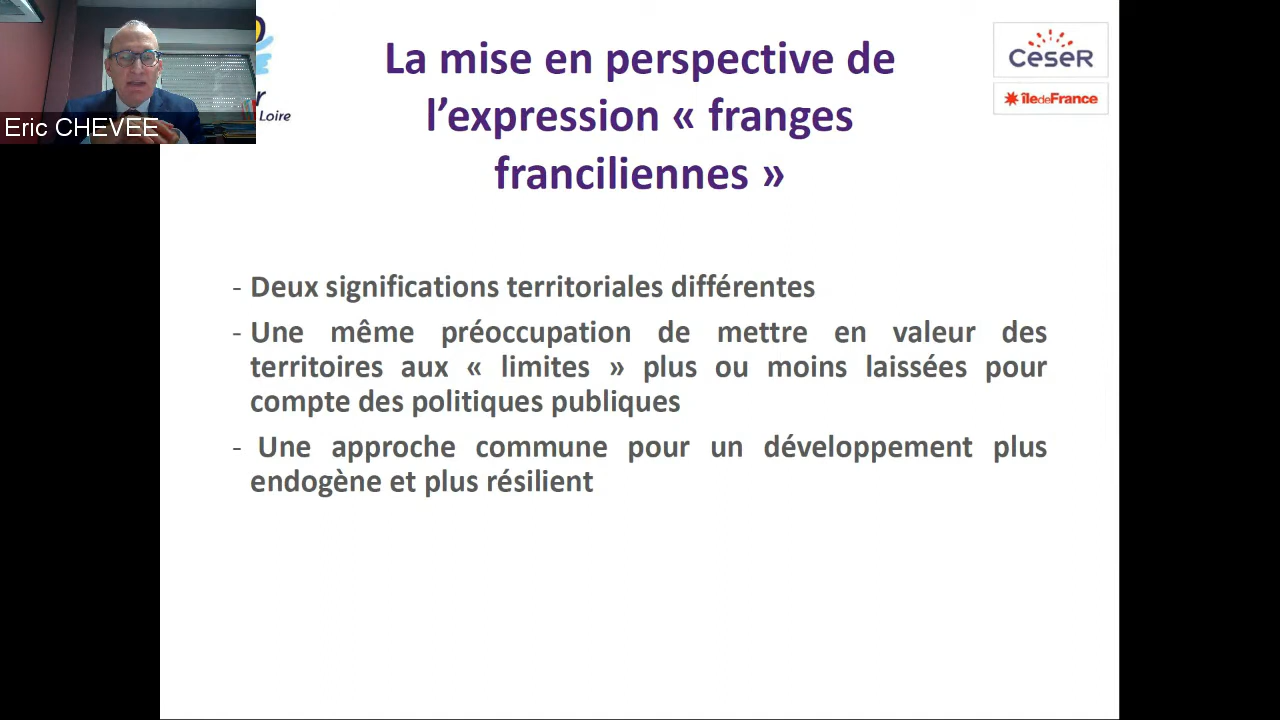 Eric CHEVEE
Loire
La mise en perspective de
l’expression « franges
franciliennes »
CeseR
îledeFrance
- Deux significations territoriales différentes
- Une même préoccupation de mettre en valeur des
territoires aux « limites » plus ou moins laissées pour
compte des politiques publiques
- Une approche commune pour un développement plus
endogène et plus résilient